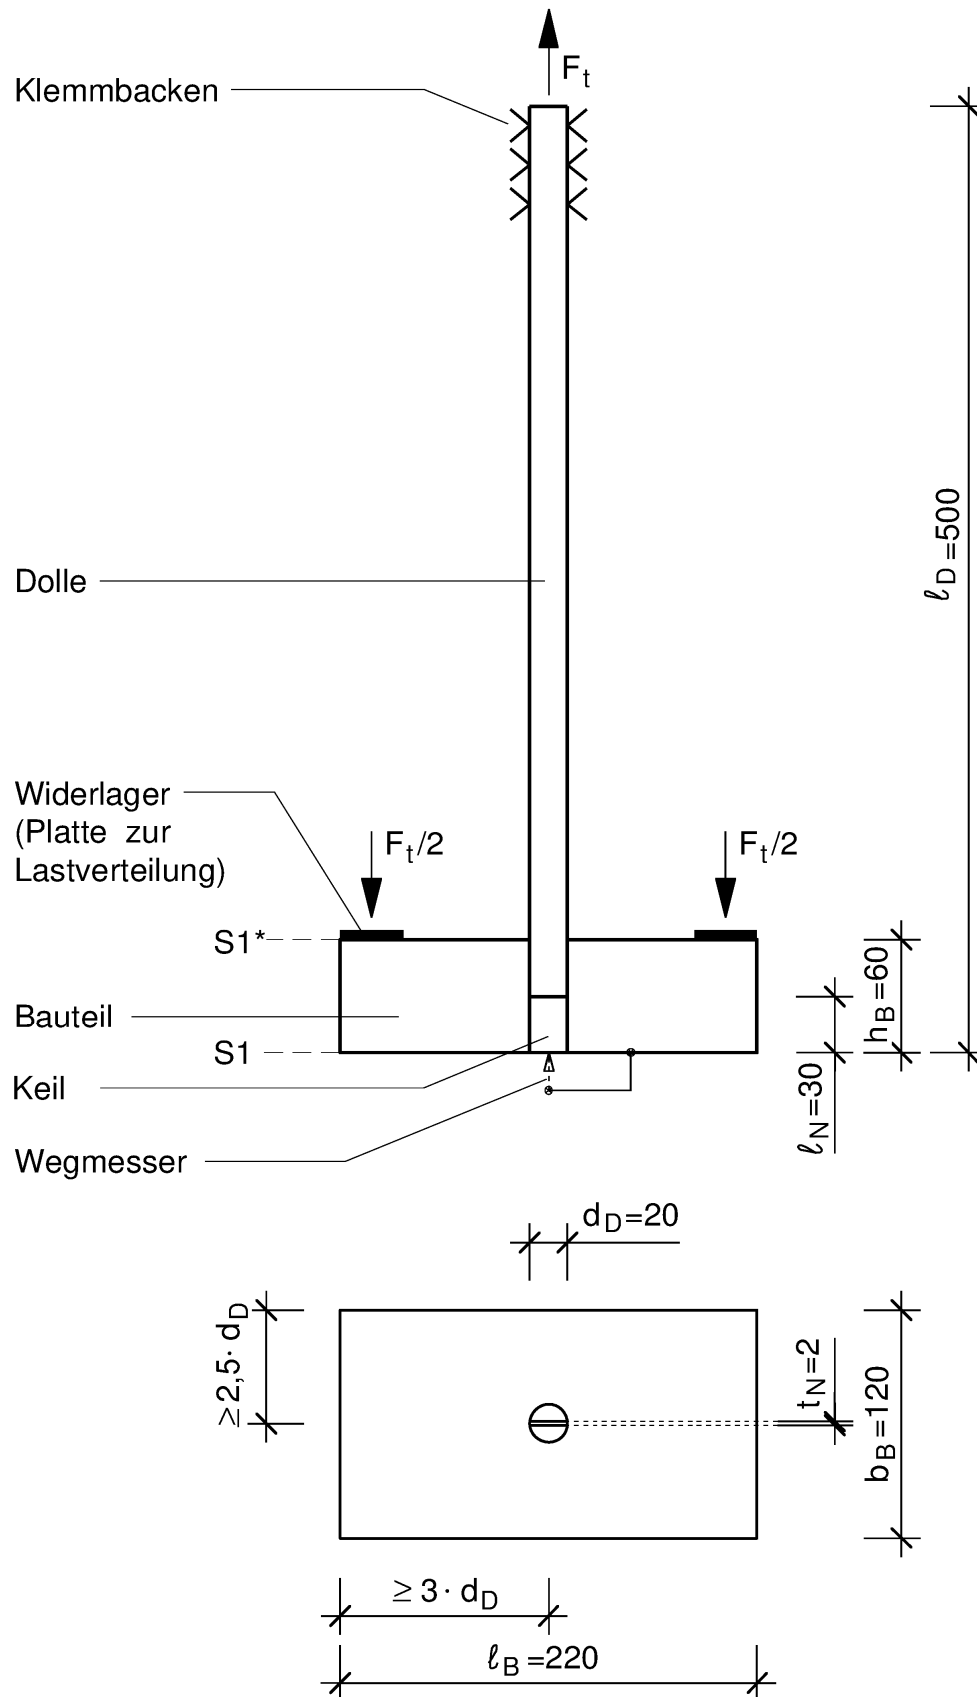 F_t
Klemmbacken
ℓ_D=500
Dolle
Widerlager
(Platte zur
Lastverteilung)
F_t/2
F_t/2
S1*
h_B=60
Bauteil
S1
Keil
ℓ_N=30
Wegmesser
d_D=20
≥2,5·d_D
t_N=2
b_B=120
≥ 3· d_D
ℓ_B=220